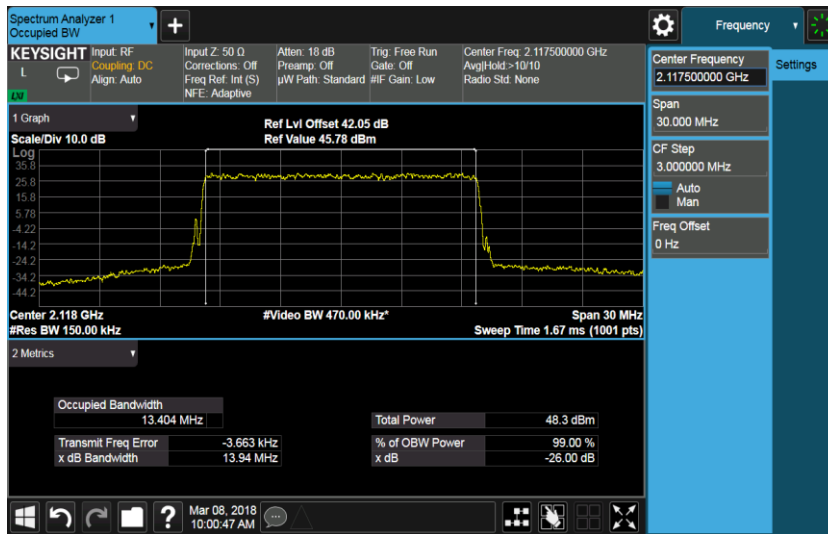 Spectrum Analyzer 1
Occupied BW
+
Frequency
KEYSIGHT
L
LXI
Input: RF
Coupling: DC
Align: Auto
Input Z: 50 Ω
Corrections: Off
Freq Ref: Int (S)
NFE: Adaptive
Atten: 18 dB
Preamp: Off
µW Path: Standard
Trig: Free Run
Gate: Off
#IF Gain: Low
Center Freq: 2.117500000 GHz
Avg|Hold:>10/10
Radio Std: None
Center Frequency
2.117500000 GHz
Settings
Span
30.000 MHz
CF Step
3.000000 MHz
Auto
Man
Freq Offset
0 Hz
1 Graph
Scale/Div 10.0 dB
Ref Lvl Offset 42.05 dB
Ref Value 45.78 dBm
Log
35.8
25.8
15.8
5.78
-4.22
-14.2
-24.2
-34.2
-44.2
Center 2.118 GHz
#Video BW 470.00 kHz*
Span 30 MHz
#Res BW 150.00 kHz
Sweep Time 1.67 ms (1001 pts)
2 Metrics
Occupied Bandwidth
13.404 MHz
Total Power 48.3 dBm
Transmit Freq Error -3.663 kHz
% of OBW Power 99.00 %
x dB Bandwidth 13.94 MHz
x dB -26.00 dB
?
Mar 08, 2018
10:00:47 AM